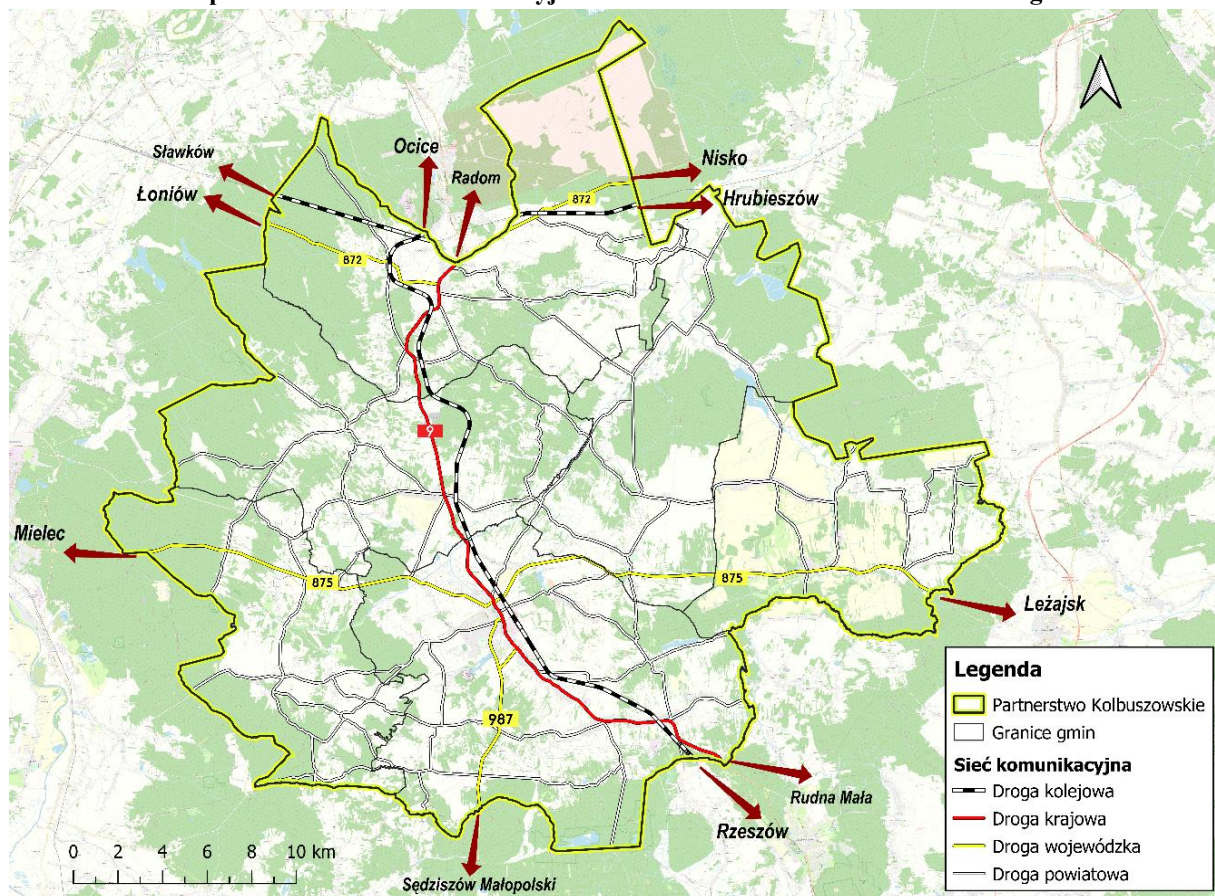 Sławków
Ocice
Radom
Nisko
Łoniów
Hrubieszów
872
872
9
Mielec
875
875
Leżajsk
987
Rudna Mała
Rzeszów
Sędziszów Małopolski
0 2 4 6 8 10 km
Legenda
Partnerstwo Kolbuszowskie
Granice gmin
Sieć komunikacyjna
Droga kolejowa
Droga krajowa
Droga wojewódzka
Droga powiatowa